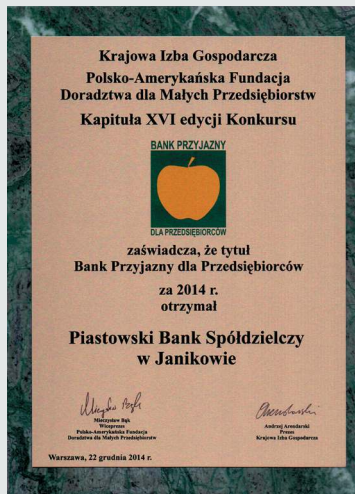 Krajowa Izba Gospodarcza
Polsko-Amerykańska Fundacja
Doradztwa dla Małych Przedsiębiorstw
Kapituła XVI edycji Konkursu
BANK PRZYJAZNY
DLA PRZEDSIĘBIORCÓW
zaświadcza, że tytuł
Bank Przyjazny dla Przedsiębiorców
za 2014 r.
otrzymał
Piastowski Bank Spółdzielczy
w Janikowie
Mieczysław Bąk
Wiceprezes
Polsko-Amerykańska Fundacja
Doradztwa dla Małych Przedsiębiorstw
Andrzej Arendarski
Prezes
Krajowa Izba Gospodarcza
Warszawa, 22 grudnia 2014 r.